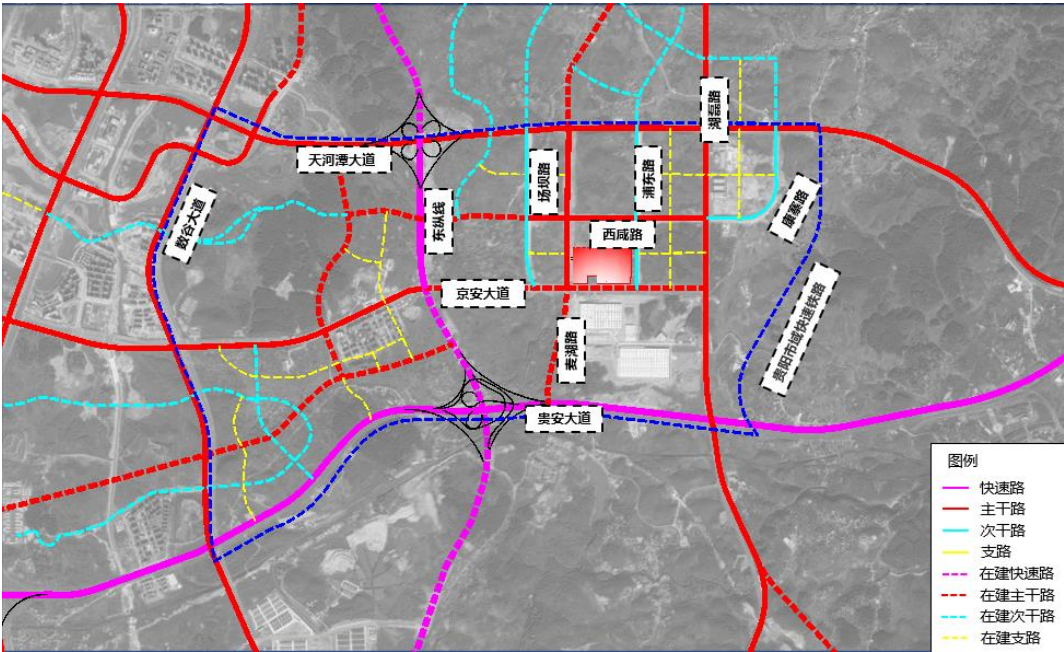 湖磊路
天河潭大道
场坝路
浦东路
数谷大道
东纵线
康寨路
西咸路
京安大道
贵阳市域快速铁路
麦湖路
贵安大道
图例
快速路
主干路
次干路
支路
在建快速路
在建主干路
在建次干路
在建支路